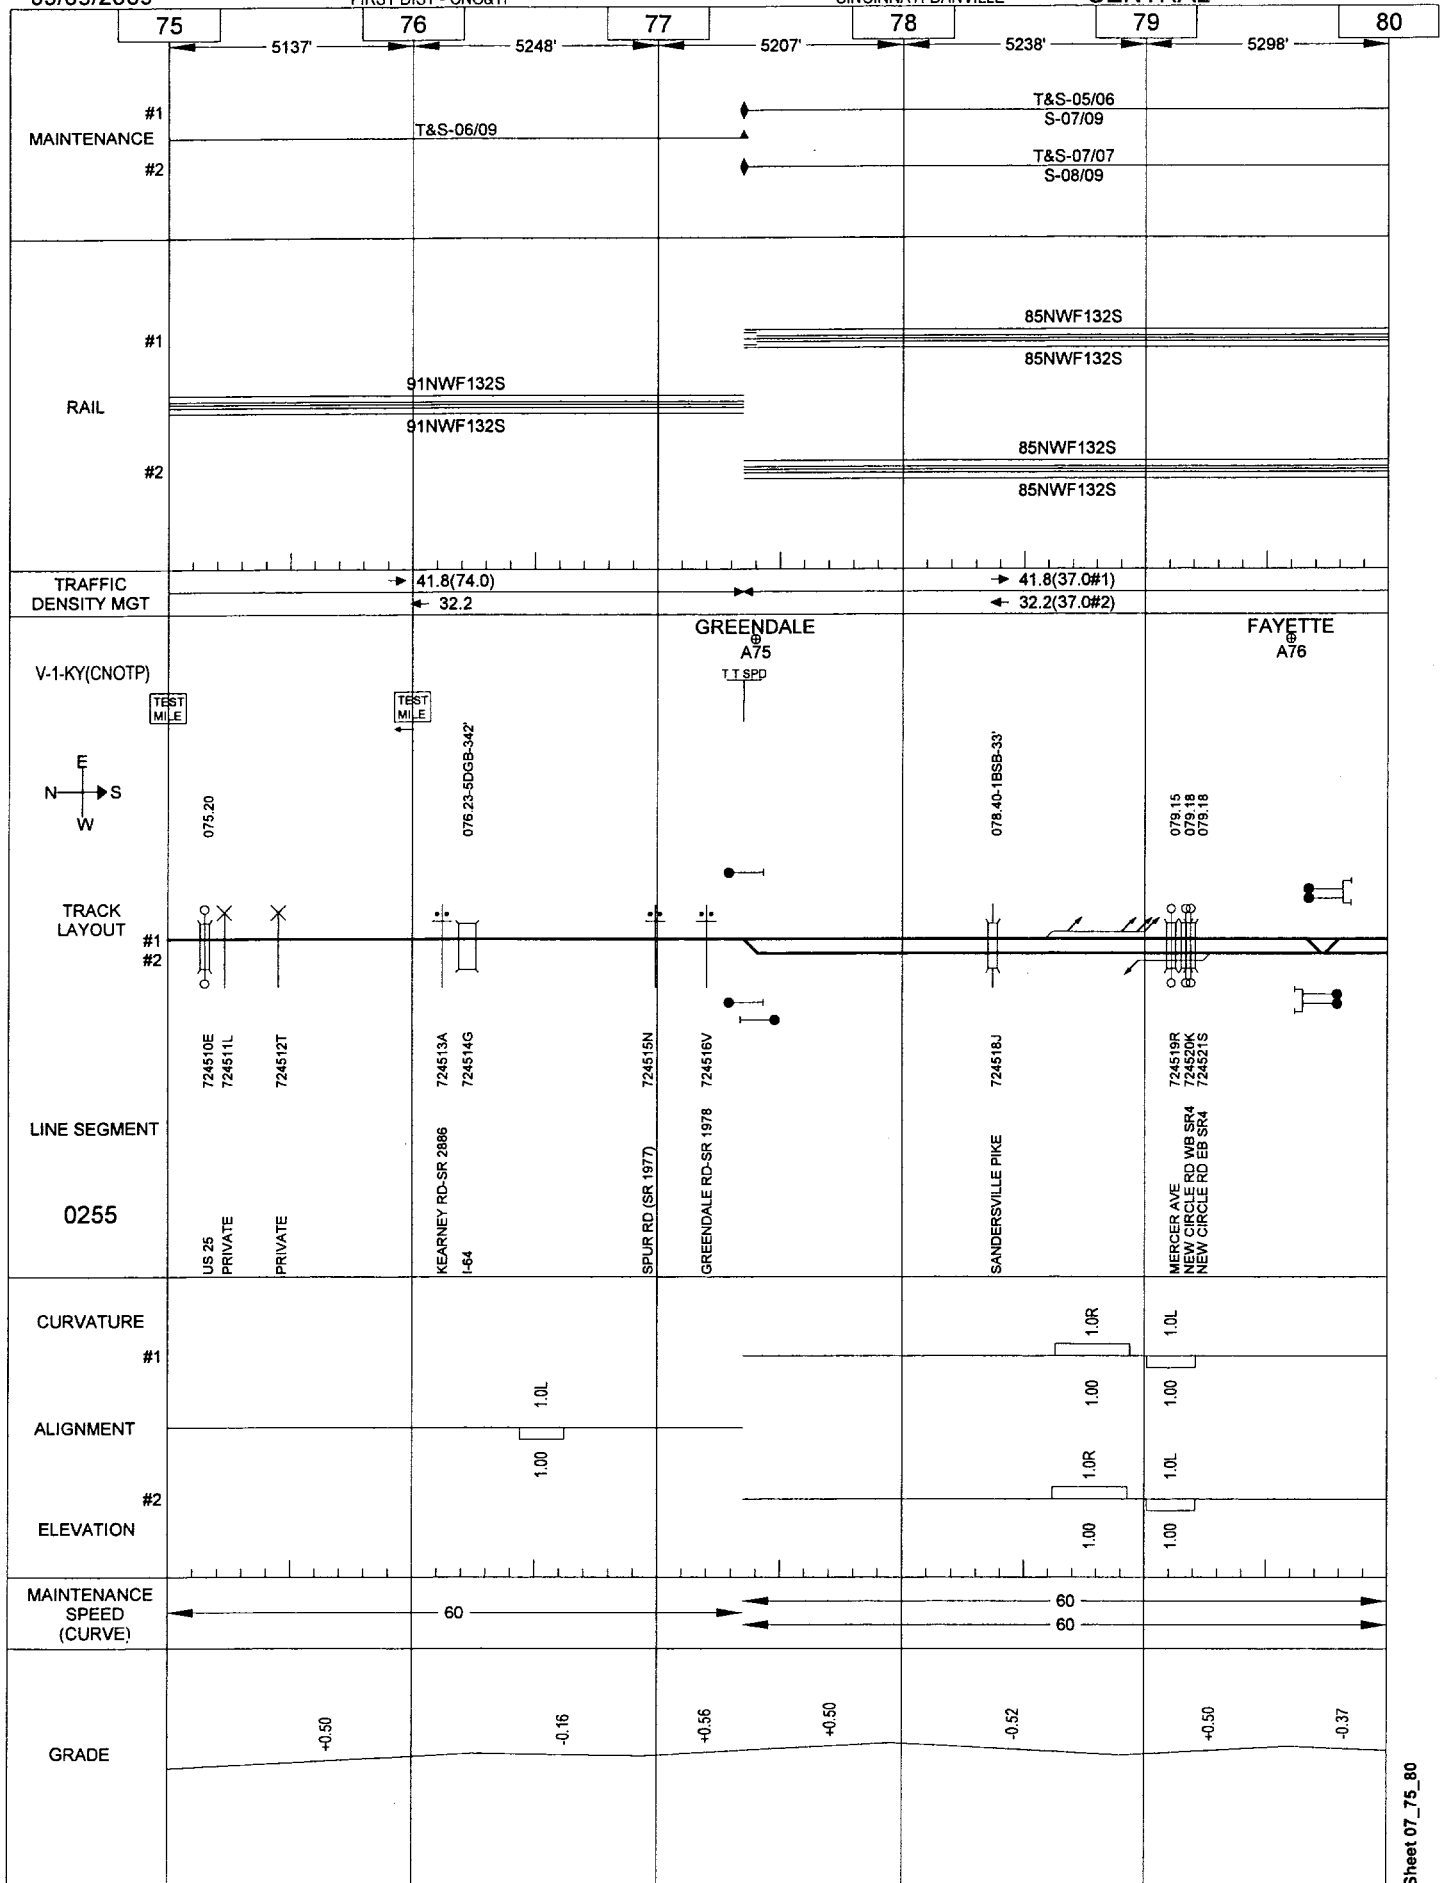 CENTRAL
75 76 77 78 79 80
5137' 5248' 5207' 5238' 5298'
MAINTENANCE
#1
#2
T&S-06/09
T&S-05/06
S-07/09
T&S-07/07
S-08/09
RAIL
#1
#2
91NWF132S
91NWF132S
85NWF132S
85NWF132S
85NWF132S
85NWF132S
TRAFFIC
DENSITY MGT
41.8(74.0)
32.2
41.8(37.0#1)
32.2(37.0#2)
GREENDALE
A75
T T SPD
FAYETTE
A76
V-1-KY(CNOTP)
TEST
MILE
TEST
MILE
E
N S
W
075.20
076.23-5DGB-342'
078.40-1BSB-33'
079.15
079.18
079.18
TRACK
LAYOUT
#1
#2
724510E
724511L
724512T
724513A
724514G
724515N
724516V
724518J
724519R
724520K
724521S
LINE SEGMENT
0255
US 25
PRIVATE
PRIVATE
KEARNEY RD-SR 2886
I-64
SPUR RD (SR 1977)
GREENDALE RD-SR 1978
SANDERSVILLE PIKE
MERCER AVE
NEW CIRCLE RD WB SR4
NEW CIRCLE RD EB SR4
CURVATURE
#1
1.0R
1.0L
1.00
1.00
ALIGNMENT
1.0L
1.00
#2
ELEVATION
1.0R
1.0L
1.00
1.00
MAINTENANCE
SPEED
(CURVE)
60
60
60
GRADE
+0.50
-0.16
+0.56
+0.50
-0.52
+0.50
-0.37
Sheet 07_75_80